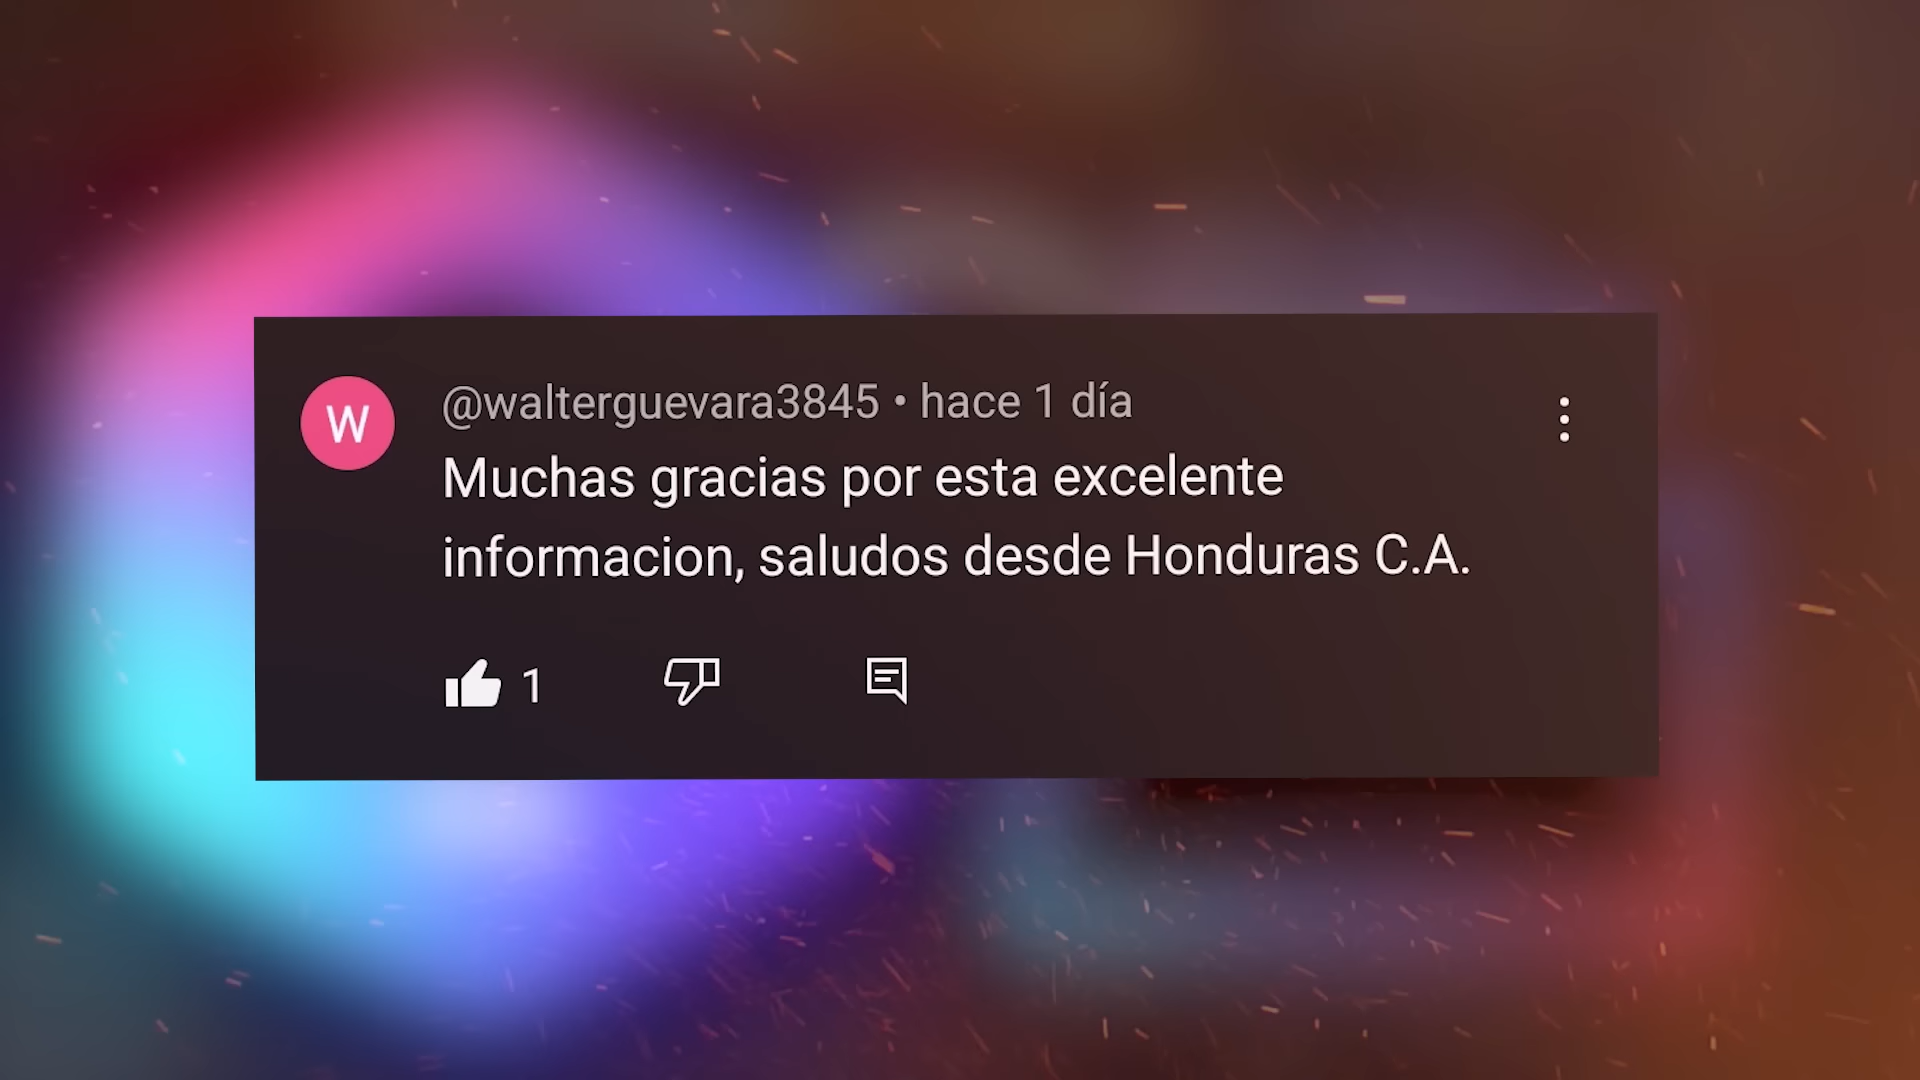 W
@walterguevara3845 • hace 1 día
Muchas gracias por esta excelente
informacion, saludos desde Honduras C.A.
1